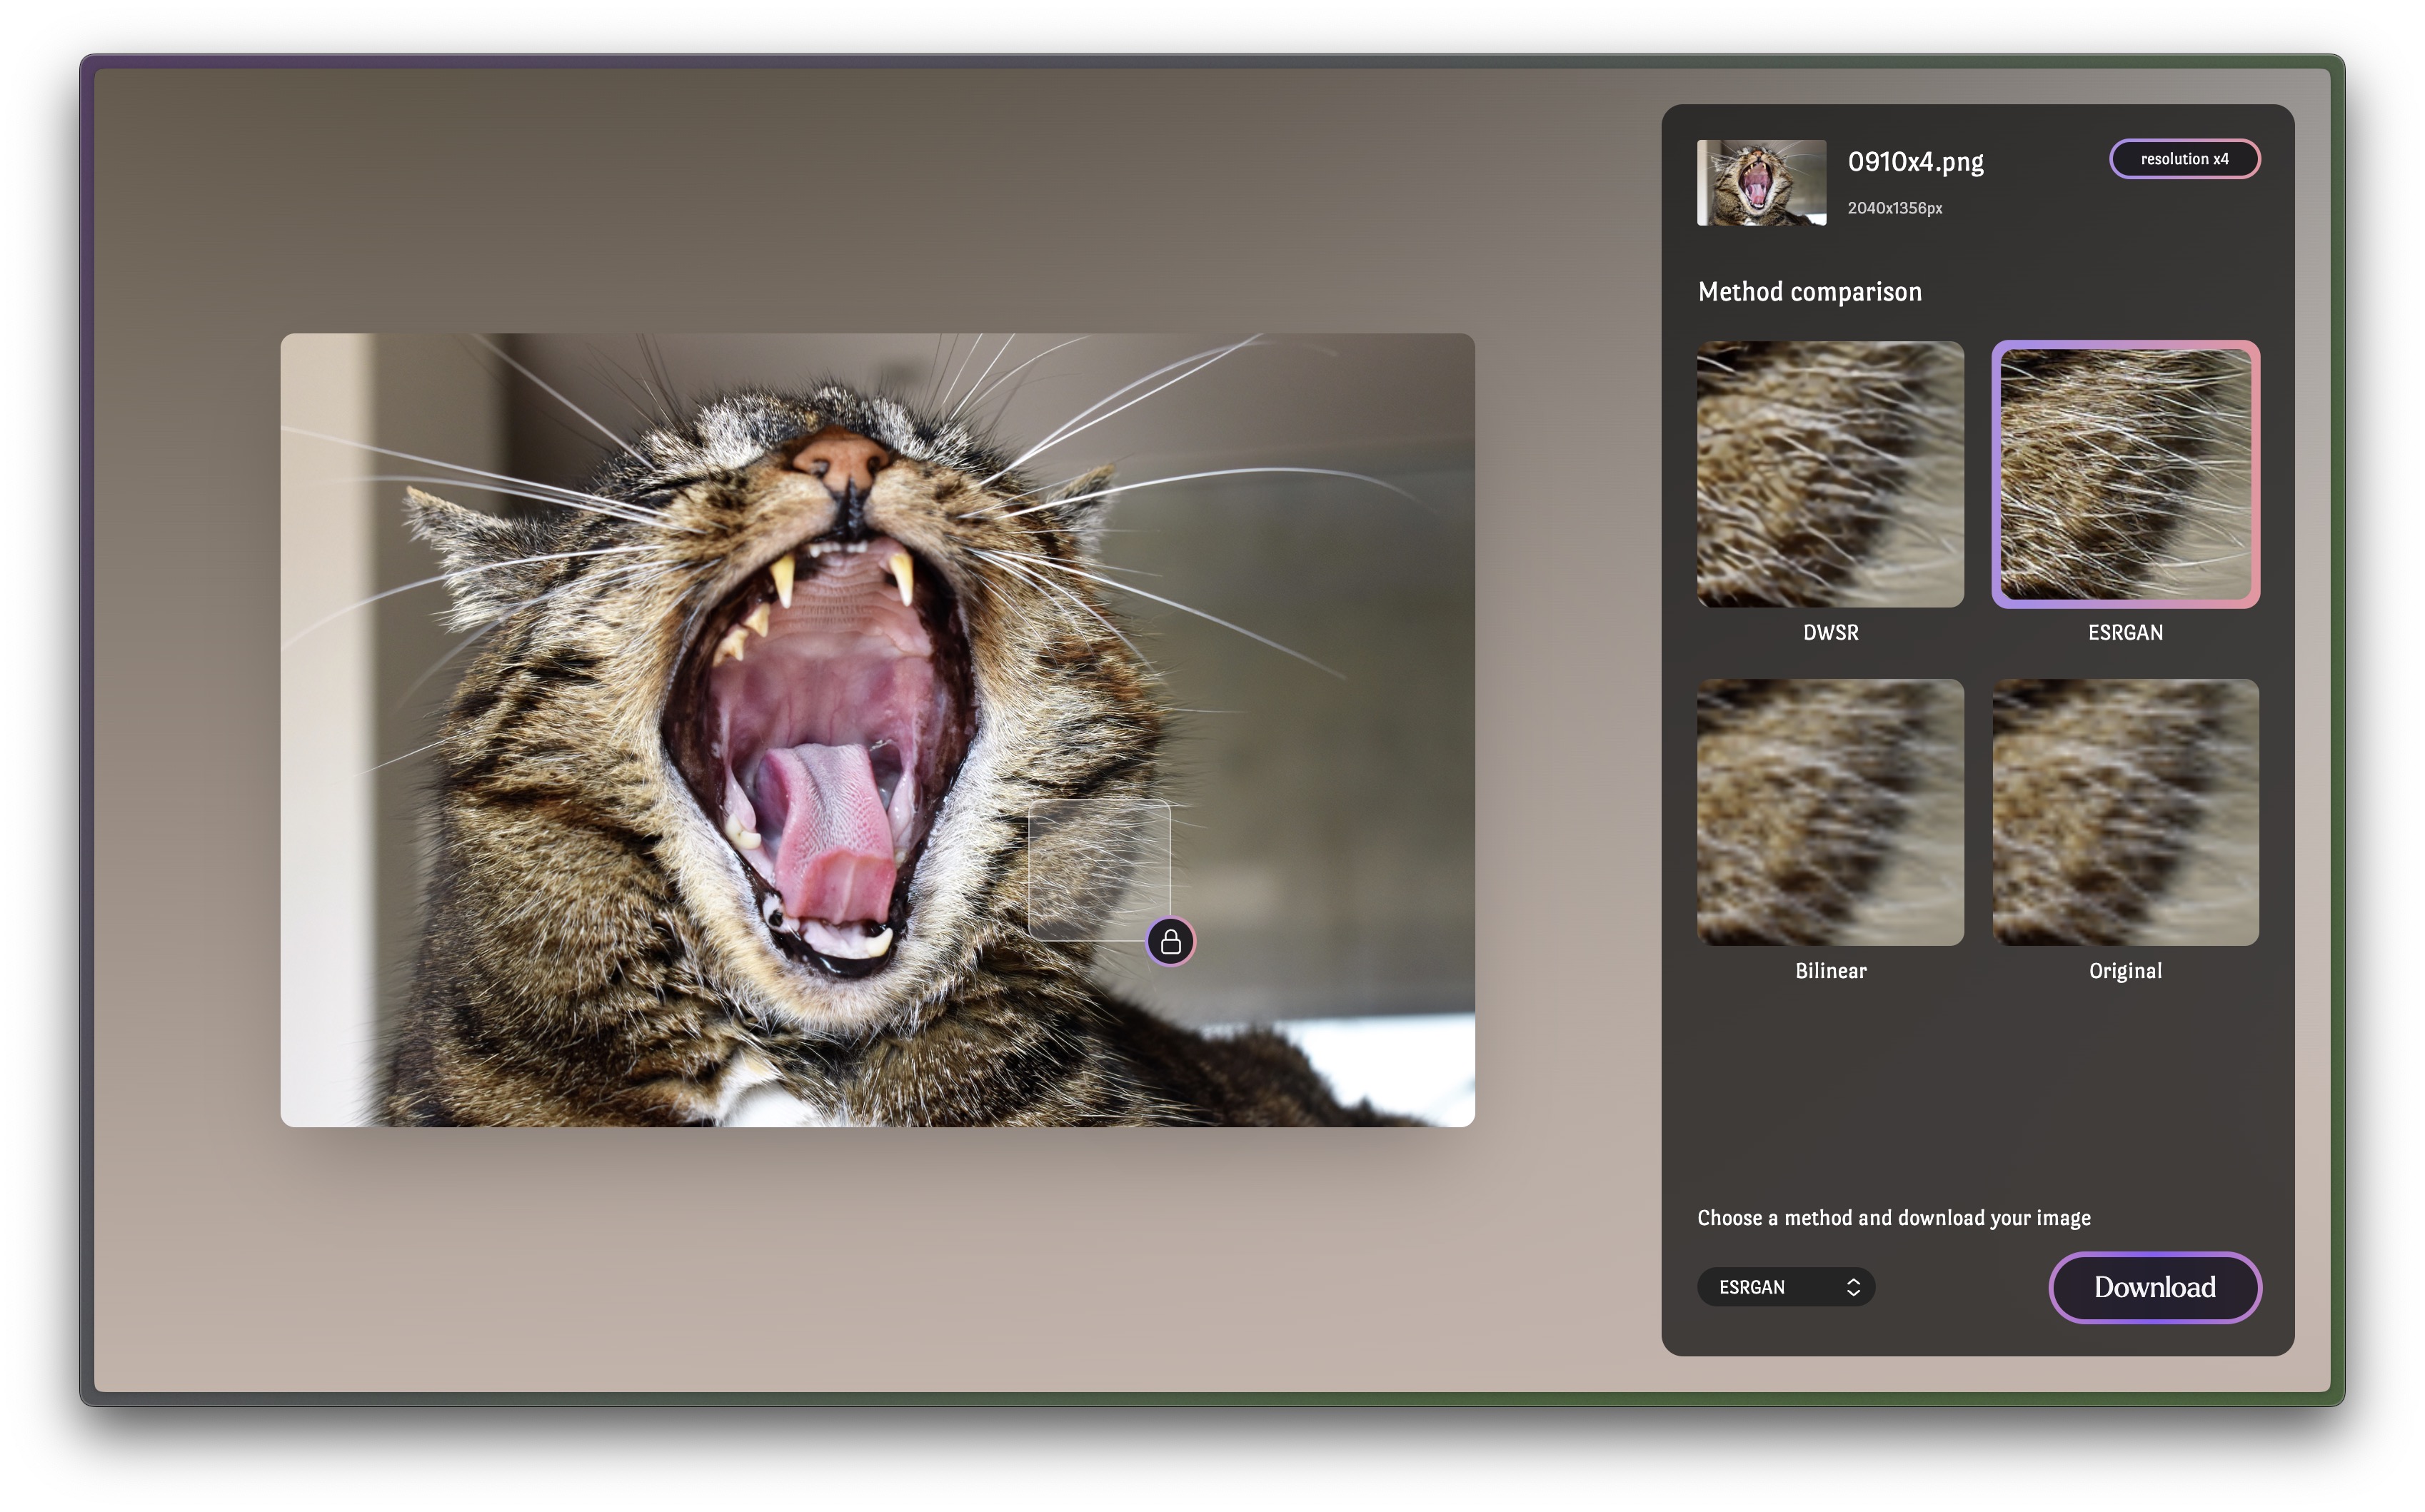 0910x4.png
resolution x4
2040x1356px
Method comparison
DWSR
ESRGAN
Bilinear
Original
Choose a method and download your image
ESRGAN
Download